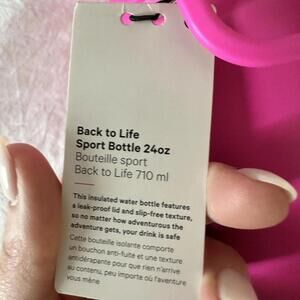 Back to Life
Sport Bottle 24oz
Bouteille sport
Back to Life 710 ml
This insulated water bottle features
a leak-proof lid and slip-free texture,
so no matter how adventurous the
adventure gets, your drink is safe
Cette bouteille isolante comporte
un bouchon anti-fuite et une texture
antidérapante pour que rien n'arrive
au contenu, peu importe où l'aventure
vous mène